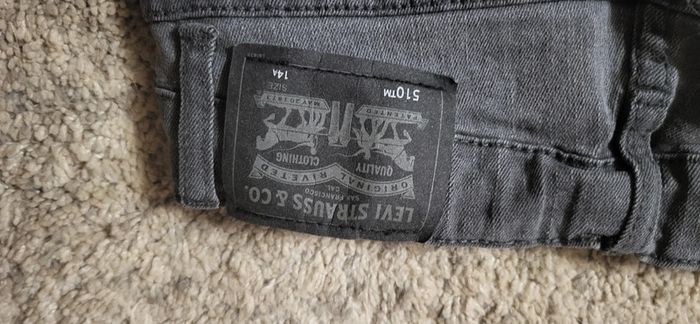 LEVI STRAUSS & CO.
SAN FRANCISCO
CAL.
ORIGINAL RIVETED
QUALITY
CLOTHING
PATENTED
MAY 20 1873
510™
SIZE
14A